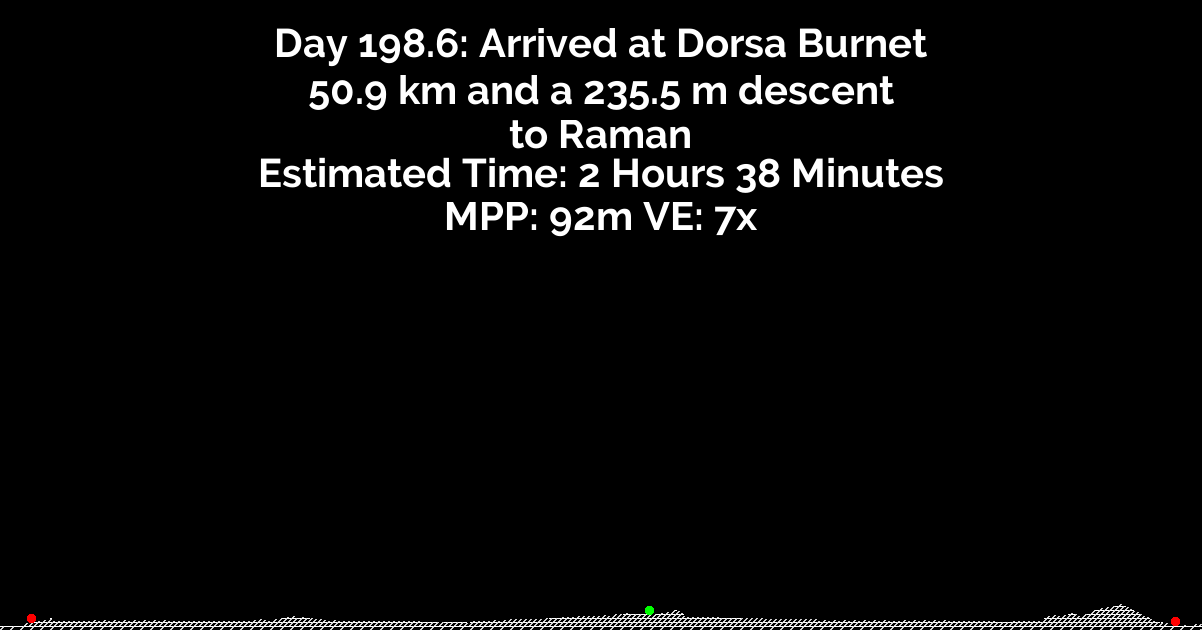 Day 198.6: Arrived at Dorsa Burnet
50.9 km and a 235.5 m descent
to Raman
Estimated Time: 2 Hours 38 Minutes
MPP: 92m VE: 7x